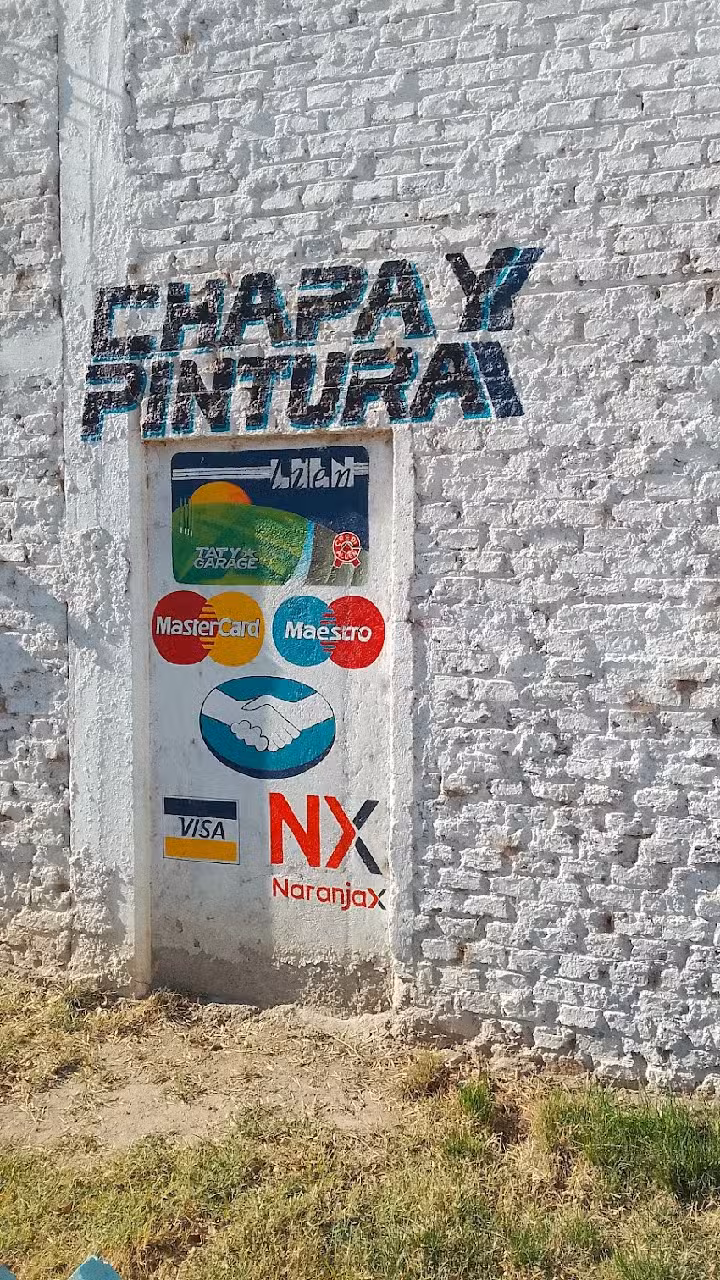 CHAPA Y
PINTURA
TATY★
GARAGE
MasterCard
Maestro
VISA
NX
NaranjaX